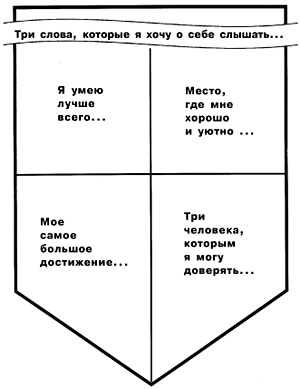 Три слова, которые я хочу о себе слышать...
Я умею
лучше
всего...
Место,
где мне
хорошо
и уютно ...
Мое
самое
большое
достижение...
Три
человека,
которым
я могу
доверять...